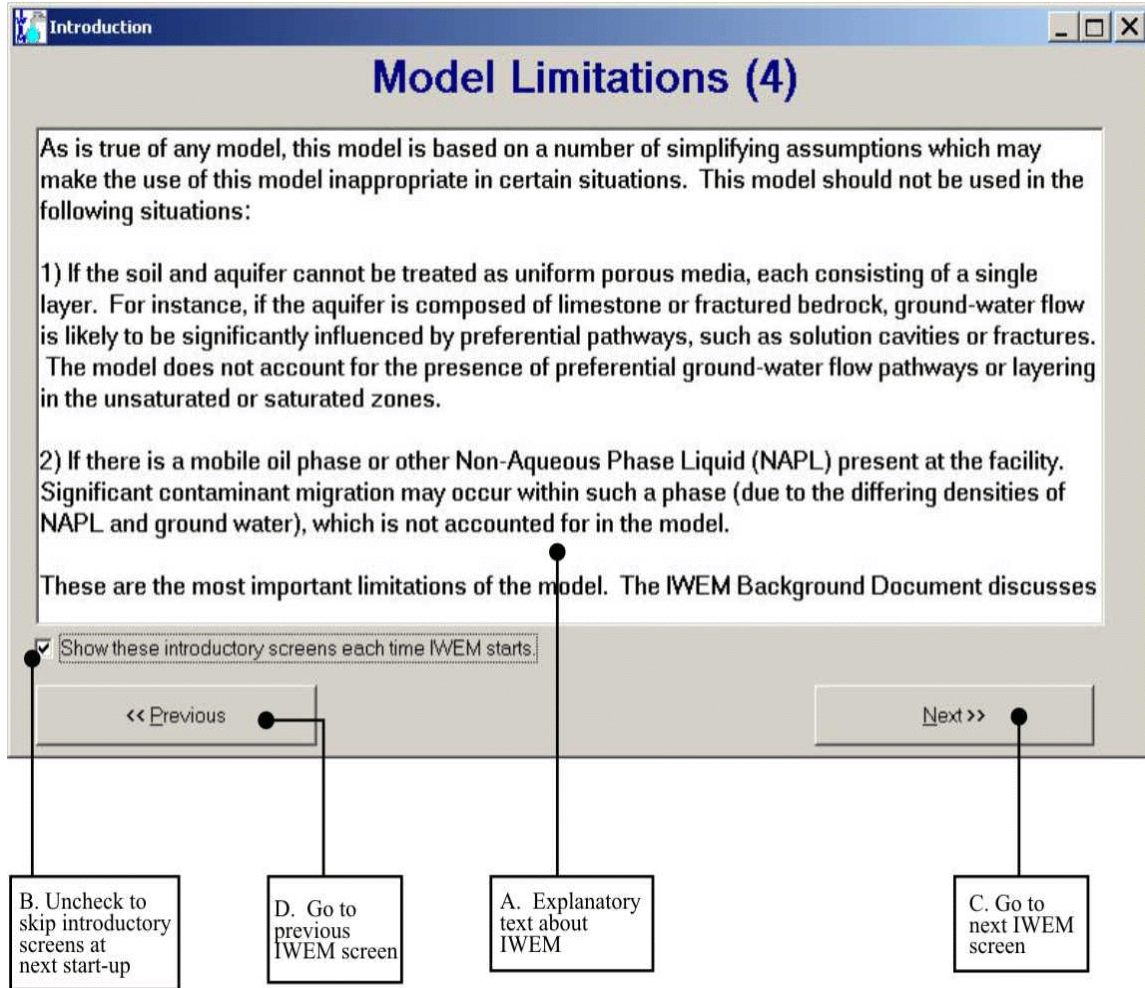 Introduction
Model Limitations (4)
As is true of any model, this model is based on a number of simplifying assumptions which may
make the use of this model inappropriate in certain situations.  This model should not be used in the
following situations:
1) If the soil and aquifer cannot be treated as uniform porous media, each consisting of a single
layer.  For instance, if the aquifer is composed of limestone or fractured bedrock, ground-water flow
is likely to be significantly influenced by preferential pathways, such as solution cavities or fractures.
The model does not account for the presence of preferential ground-water flow pathways or layering
in the unsaturated or saturated zones.
2) If there is a mobile oil phase or other Non-Aqueous Phase Liquid (NAPL) present at the facility.
Significant contaminant migration may occur within such a phase (due to the differing densities of
NAPL and ground water), which is not accounted for in the model.
These are the most important limitations of the model.  The IWEM Background Document discusses
Show these introductory screens each time IWEM starts.
<< Previous
Next >>
B. Uncheck to
skip introductory
screens at
next start-up
D.  Go to
previous
IWEM screen
A.  Explanatory
text about
IWEM
C. Go to
next IWEM
screen